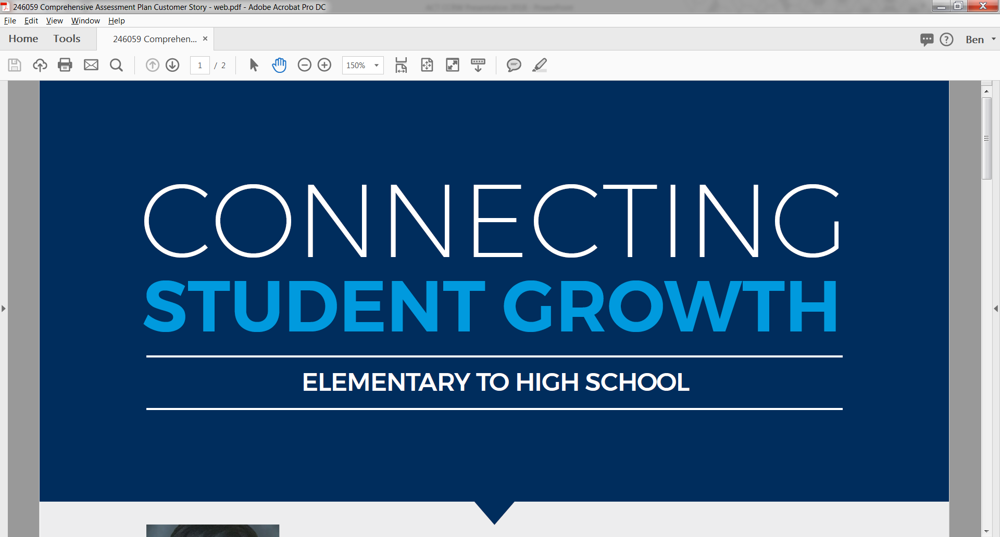 246059 Comprehensive Assessment Plan Customer Story - web.pdf - Adobe Acrobat Pro DC
File Edit View Window Help
Home Tools 246059 Comprehen... × Ben
1 / 2 150%
CONNECTING
STUDENT GROWTH
ELEMENTARY TO HIGH SCHOOL